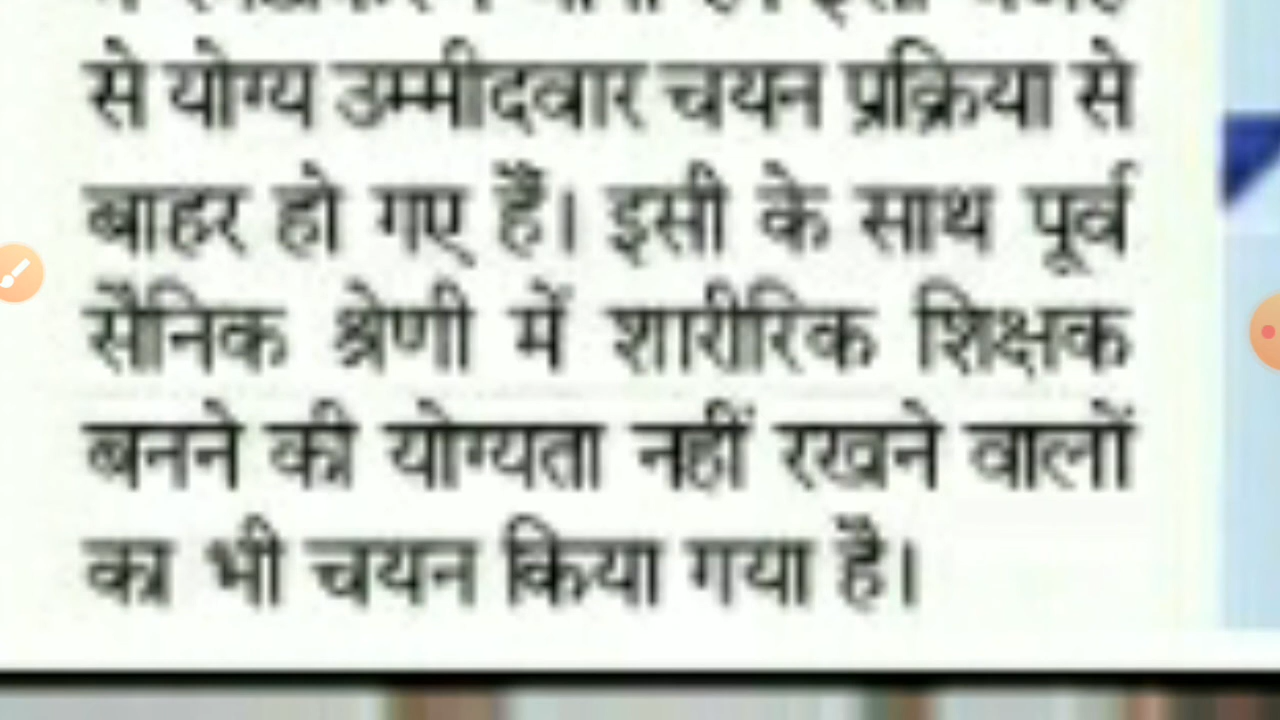 से योग्य उम्मीदवार चयन प्रक्रिया से
बाहर हो गए हैं। इसी के साथ पूर्व
सैनिक श्रेणी में शारीरिक शिक्षक
बनने की योग्यता नहीं रखने वालों
का भी चयन किया गया है।